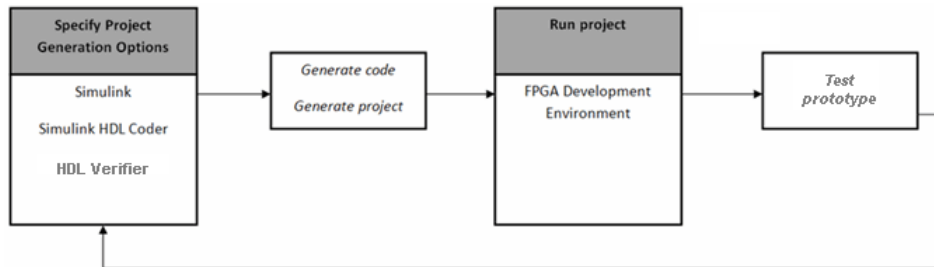 Specify Project
Generation Options
Simulink
Simulink HDL Coder
HDL Verifier
Generate code
Generate project
Run project
FPGA Development
Environment
Test
prototype